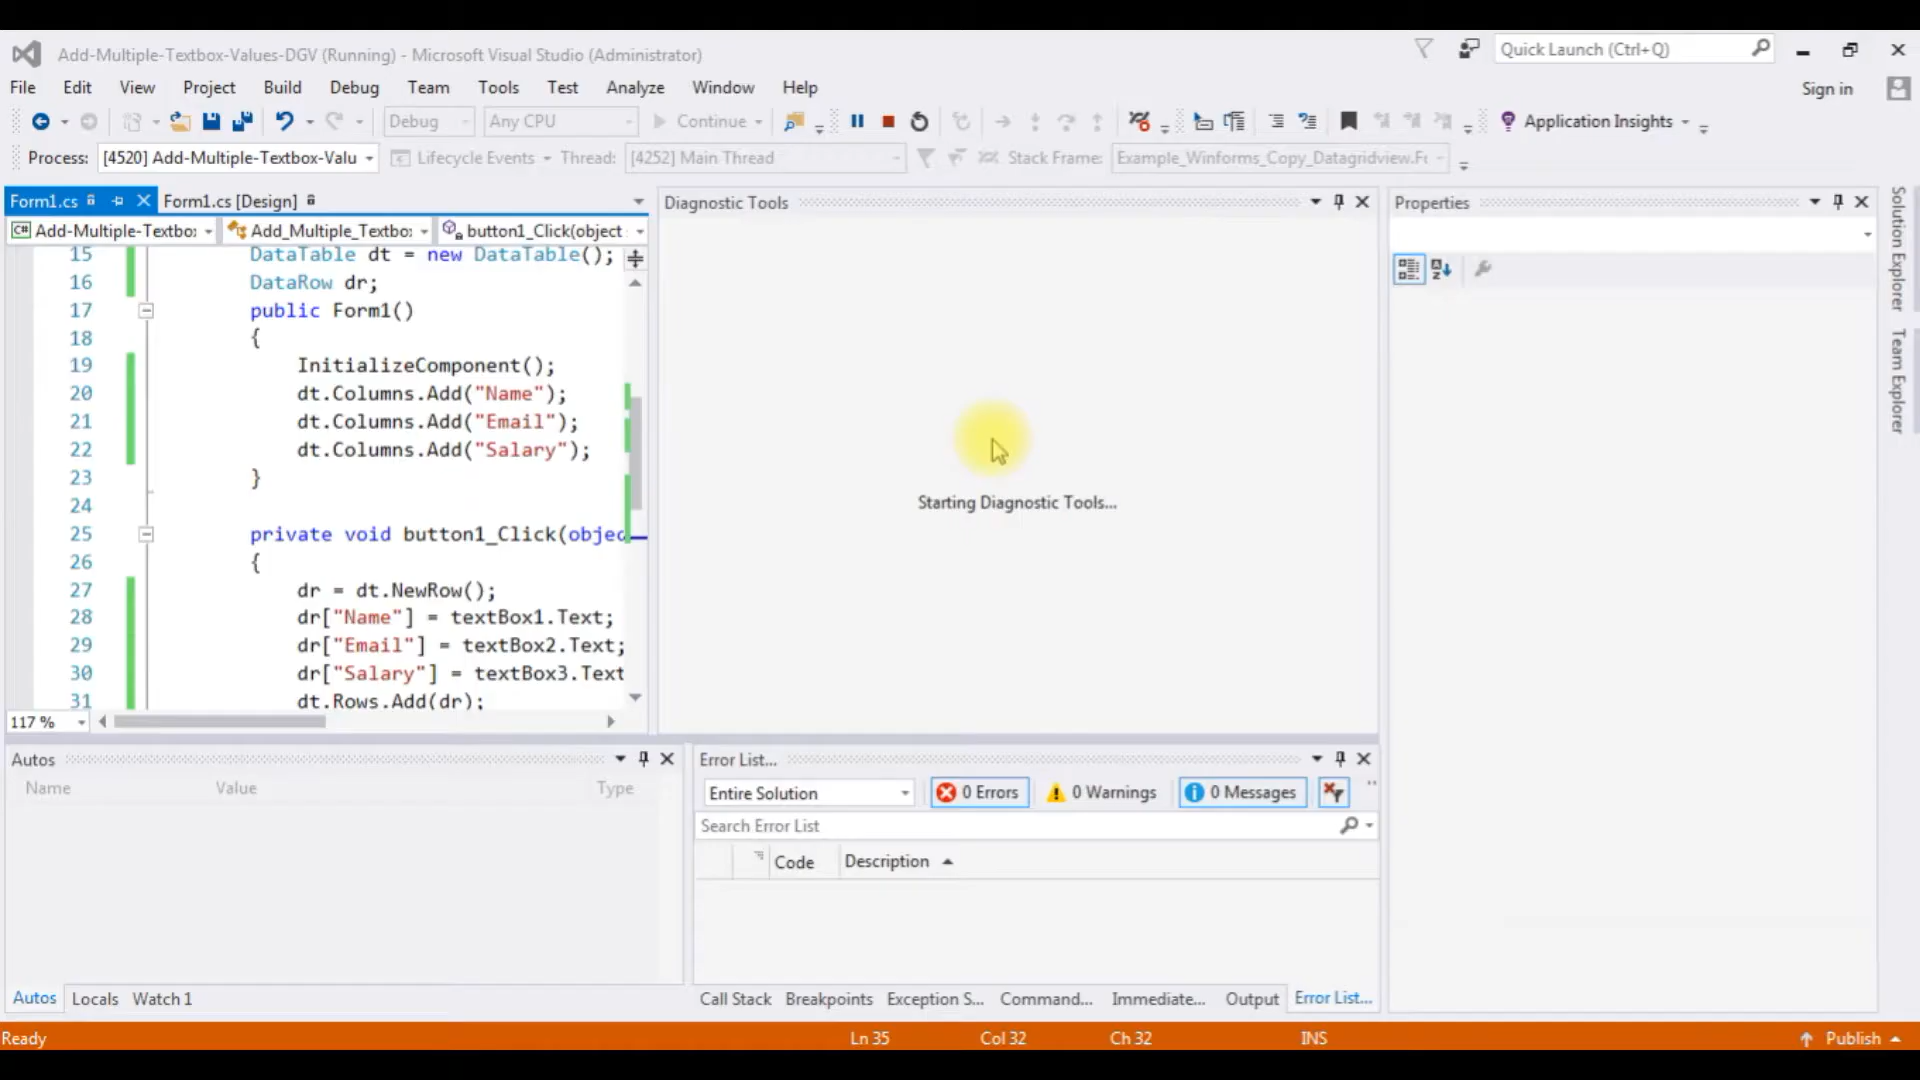 Add-Multiple-Textbox-Values-DGV (Running) - Microsoft Visual Studio (Administrator)
Quick Launch (Ctrl+Q)
File Edit View Project Build Debug Team Tools Test Analyze Window Help
Sign in
Debug Any CPU Continue Application Insights
Process: [4520] Add-Multiple-Textbox-Valu Lifecycle Events Thread: [4252] Main Thread Stack Frame: Example_Winforms_Copy_Datagridview.Fo
Form1.cs Form1.cs [Design]
Add-Multiple-Textbo: Add_Multiple_Textbo: button1_Click(object
15 DataTable dt = new DataTable();
16 DataRow dr;
17 public Form1()
18 {
19 InitializeComponent();
20 dt.Columns.Add("Name");
21 dt.Columns.Add("Email");
22 dt.Columns.Add("Salary");
23 }
24
25 private void button1_Click(objec
26 {
27 dr = dt.NewRow();
28 dr["Name"] = textBox1.Text;
29 dr["Email"] = textBox2.Text;
30 dr["Salary"] = textBox3.Text
31 dt.Rows.Add(dr);
117 %
Diagnostic Tools
Starting Diagnostic Tools...
Properties
Solution Explorer
Team Explorer
Autos
Name Value Type
Autos Locals Watch 1
Error List...
Entire Solution 0 Errors 0 Warnings 0 Messages
Search Error List
Code Description
Call Stack Breakpoints Exception S... Command... Immediate... Output Error List...
Ready Ln 35 Col 32 Ch 32 INS Publish